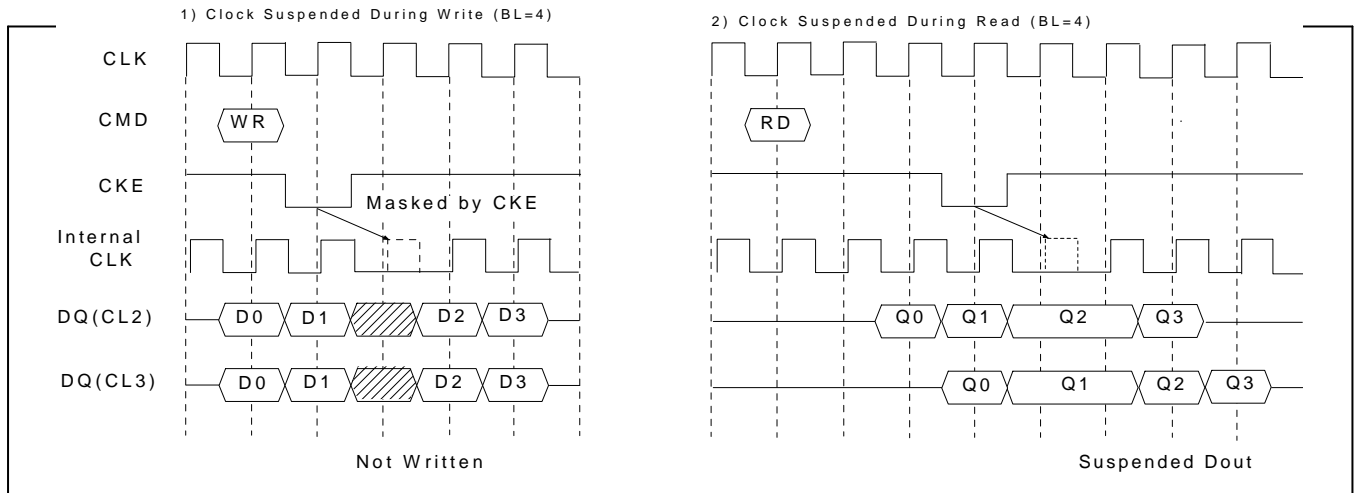 1) Clock Suspended During Write (BL=4)
2) Clock Suspended During Read (BL=4)
CLK
CMD
WR
RD
CKE
Masked by CKE
Internal
CLK
DQ(CL2)
D0 D1 D2 D3
Q0 Q1 Q2 Q3
DQ(CL3)
D0 D1 D2 D3
Q0 Q1 Q2 Q3
Not Written
Suspended Dout